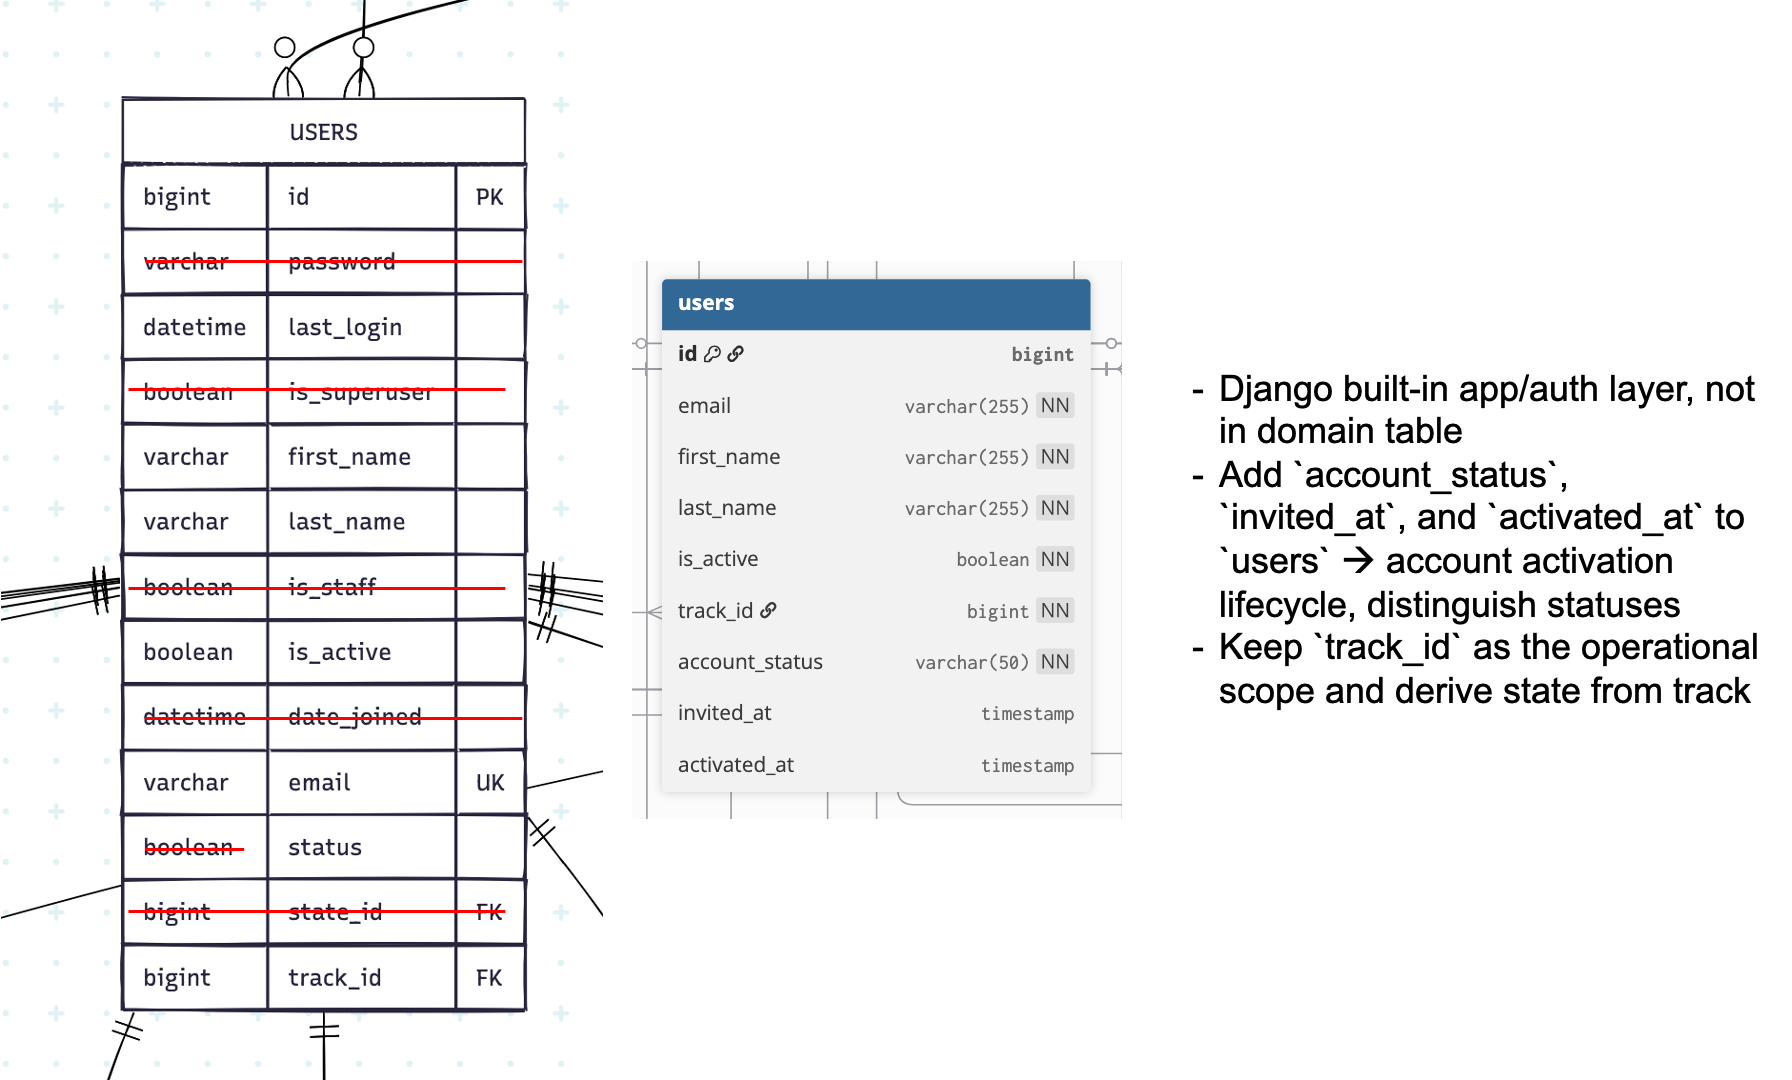 USERS
bigint id PK
varchar password
datetime last_login
boolean is_superuser
varchar first_name
varchar last_name
boolean is_staff
boolean is_active
datetime date_joined
varchar email UK
boolean status
bigint state_id FK
bigint track_id FK
users
id bigint
email varchar(255) NN
first_name varchar(255) NN
last_name varchar(255) NN
is_active boolean NN
track_id bigint NN
account_status varchar(50) NN
invited_at timestamp
activated_at timestamp
- Django built-in app/auth layer, not
in domain table
- Add `account_status`,
`invited_at`, and `activated_at` to
`users` → account activation
lifecycle, distinguish statuses
- Keep `track_id` as the operational
scope and derive state from track